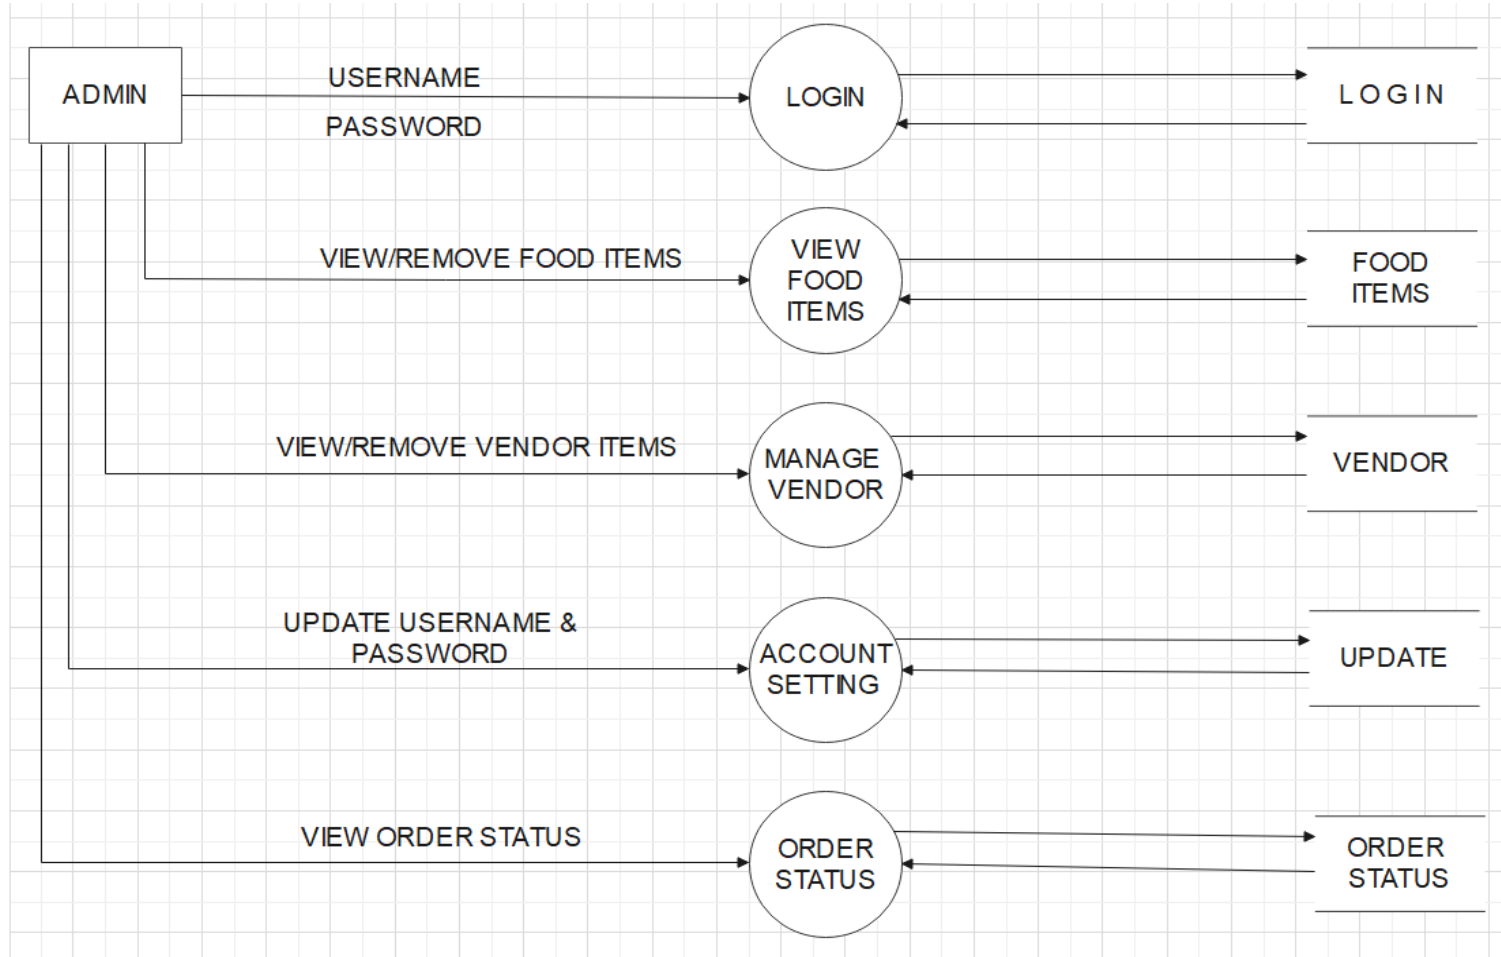 ADMIN
USERNAME
PASSWORD
LOGIN
LOGIN
VIEW/REMOVE FOOD ITEMS
VIEW
FOOD
ITEMS
FOOD
ITEMS
VIEW/REMOVE VENDOR ITEMS
MANAGE
VENDOR
VENDOR
UPDATE USERNAME &
PASSWORD
ACCOUNT
SETTING
UPDATE
VIEW ORDER STATUS
ORDER
STATUS
ORDER
STATUS